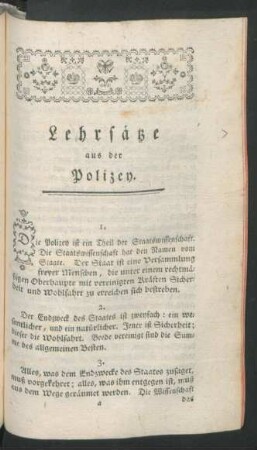 Lehrsätze
aus der
Polizey.
1.
Die Polizey ist ein Theil der Staatswissenschaft.
Die Staatswissenschaft hat den Namen vom
Staate. Der Staat ist eine Versammlung
freyer Menschen, die unter einem rechtmä-
ßigen Oberhaupte mit vereinigten Kräften Sicher-
heit und Wohlfahrt zu erreichen sich bestreben.
2.
Der Endzweck des Staates ist zweyfach: ein we-
sentlicher, und ein natürlicher. Jener ist Sicherheit;
dieser die Wohlfahrt. Beyde vereinigt sind die Sum-
me des allgemeinen Besten.
3.
Alles, was dem Endzwecke des Staates zusaget,
muß vorgekehret; alles, was ihm entgegen ist, muß
aus dem Wege geräumet werden. Die Wissenschaft
a
das